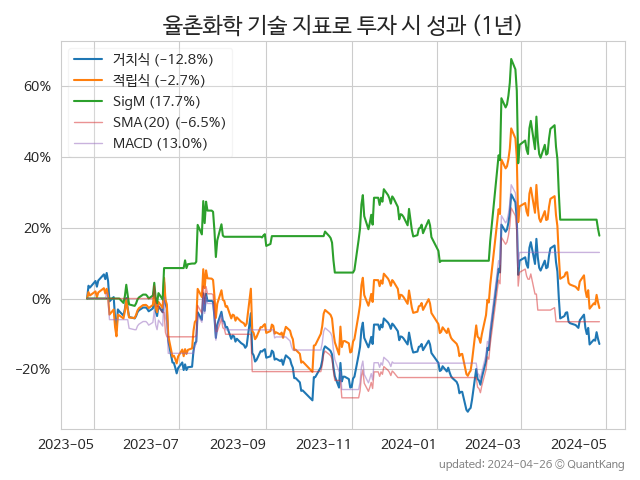 율촌화학 기술 지표로 투자 시 성과 (1년)
거치식 (−12.8%)
적립식 (−2.7%)
SigM (17.7%)
SMA(20) (−6.5%)
MACD (13.0%)
60%
40%
20%
0%
−20%
2023-05 2023-07 2023-09 2023-11 2024-01 2024-03 2024-05
updated: 2024-04-26 © QuantKang